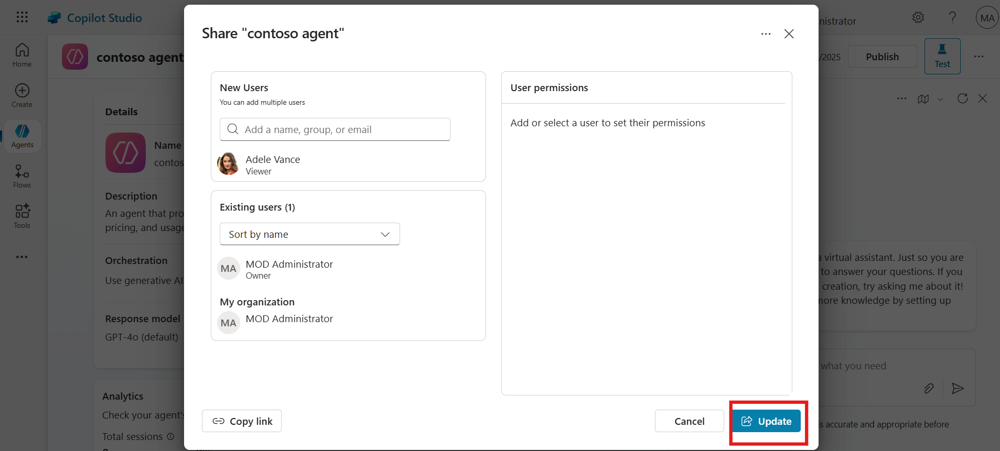 Copilot Studio
nistrator
MA
Home
Create
Agents
Flows
Tools
contoso agent
/2025
Publish
Test
Details
Name
contos
Description
An agent that pro
pricing, and usage
Orchestration
Use generative AI
Response model
GPT-4o (default)
Analytics
Check your agent's
Total sessions
Share "contoso agent"
New Users
You can add multiple users
Add a name, group, or email
Adele Vance
Viewer
Existing users (1)
Sort by name
MA
MOD Administrator
Owner
My organization
MA
MOD Administrator
User permissions
Add or select a user to set their permissions
Copy link
Cancel
Update
a virtual assistant. Just so you are
to answer your questions. If you
creation, try asking me about it!
more knowledge by setting up
what you need
s accurate and appropriate before